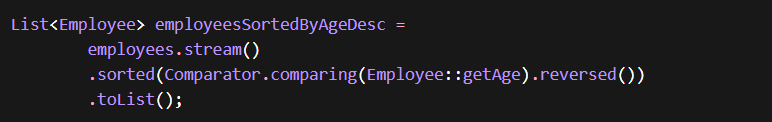 List<Employee> employeesSortedByAgeDesc =
        employees.stream()
        .sorted(Comparator.comparing(Employee::getAge).reversed())
        .toList();